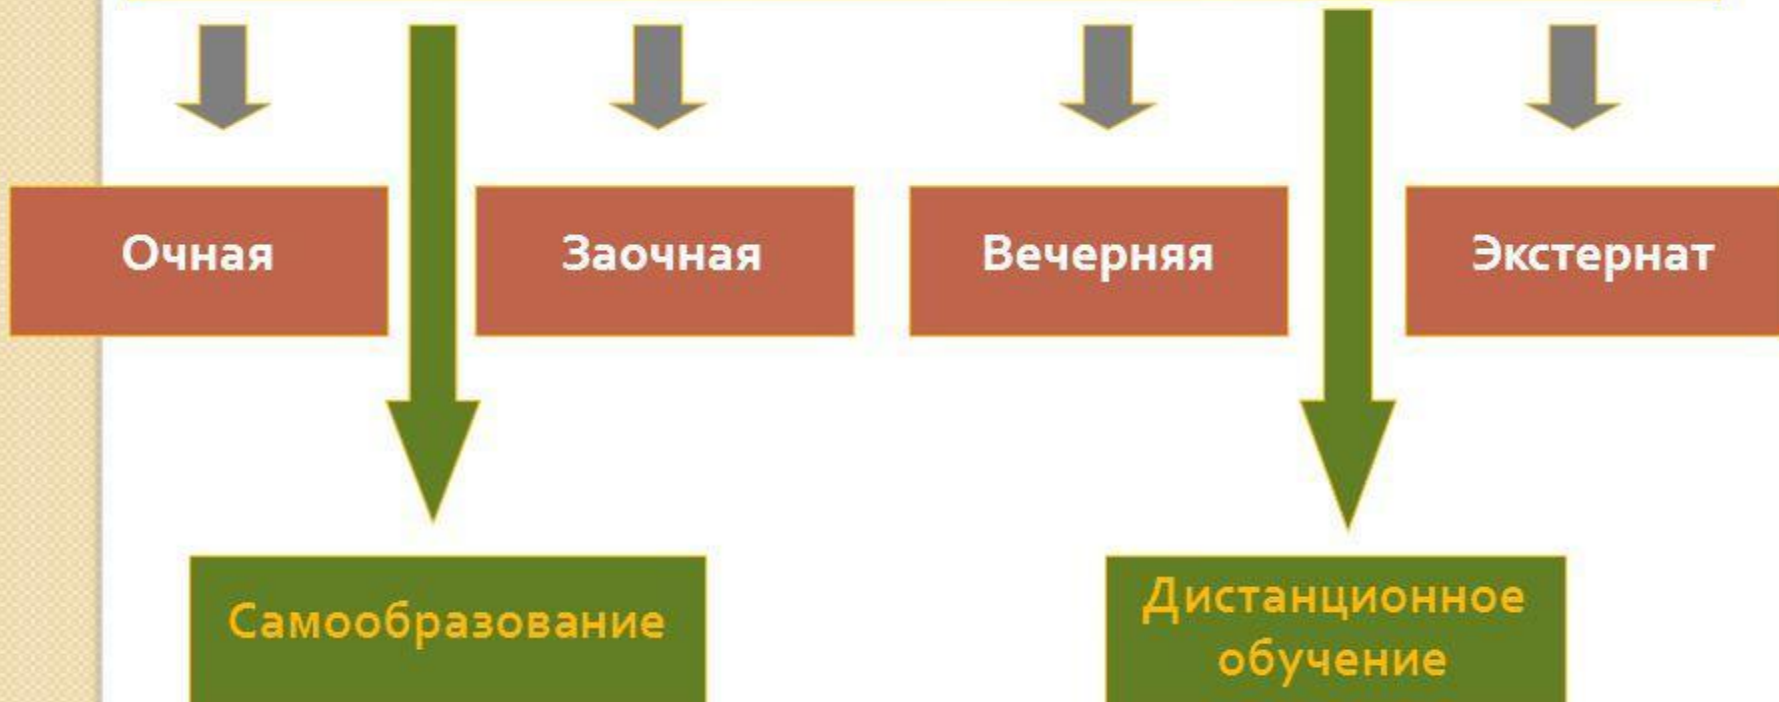 Очная
Заочная
Вечерняя
Экстернат
Самообразование
Дистанционное
обучение